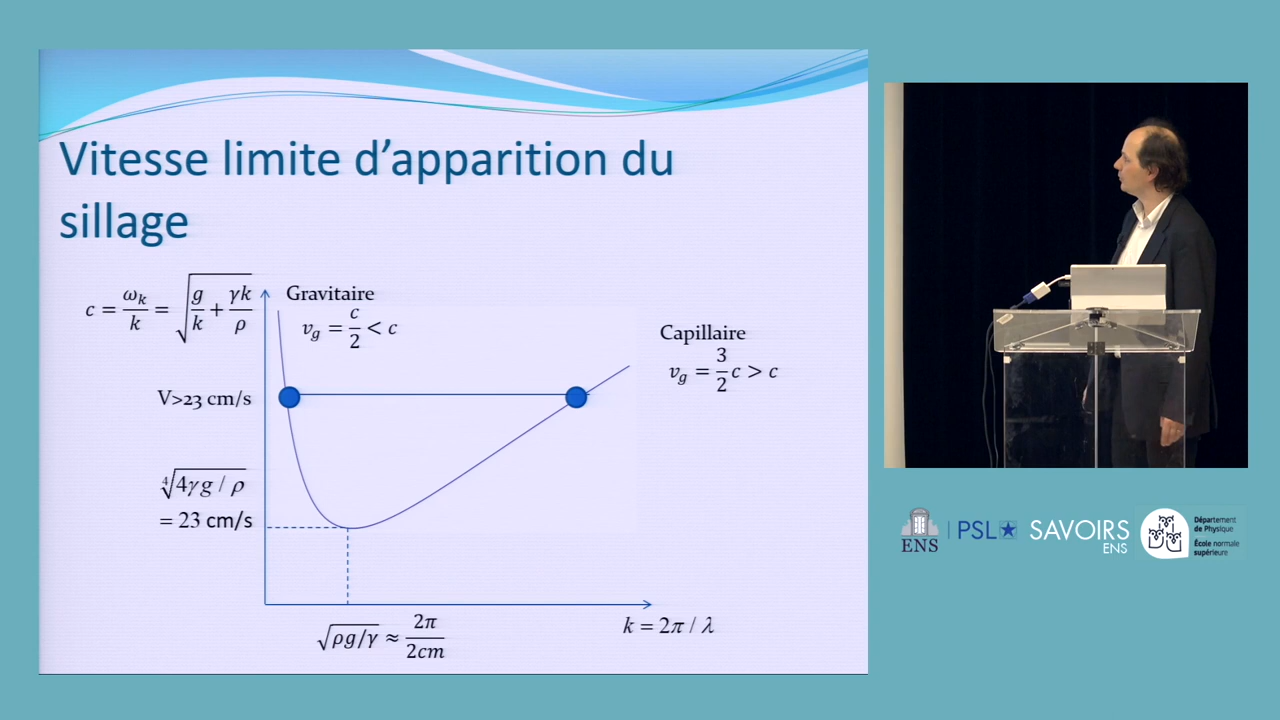 Vitesse limite d’apparition du
sillage
c = ω_k / k = √(g/k + γk/ρ)
Gravitaire
v_g = c/2 < c
Capillaire
v_g = 3/2 c > c
V>23 cm/s
∜4γg / ρ
= 23 cm/s
√ρg/γ ≈ 2π/2cm
k = 2π / λ
ENS
PSL
SAVOIRS
ENS
Département
de Physique
École normale
supérieure